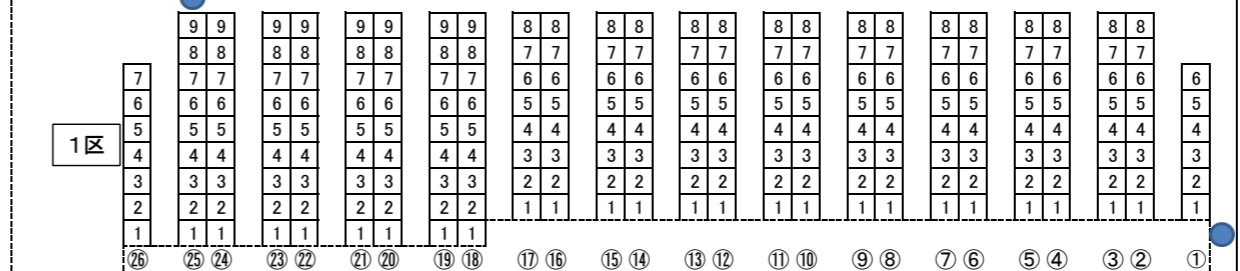 9 9 9 9 9 9 9 9 8 8 8 8 8 8 8 8 8 8 8 8 8 8 8 8
8 8 8 8 8 8 8 8 7 7 7 7 7 7 7 7 7 7 7 7 7 7 7 7
7 7 7 7 7 7 7 7 7 6 6 6 6 6 6 6 6 6 6 6 6 6 6 6 6 6
6 6 6 6 6 6 6 6 6 5 5 5 5 5 5 5 5 5 5 5 5 5 5 5 5 5
1区 5 5 5 5 5 5 5 5 5 4 4 4 4 4 4 4 4 4 4 4 4 4 4 4 4 4
4 4 4 4 4 4 4 4 4 3 3 3 3 3 3 3 3 3 3 3 3 3 3 3 3 3
3 3 3 3 3 3 3 3 3 2 2 2 2 2 2 2 2 2 2 2 2 2 2 2 2 2
2 2 2 2 2 2 2 2 2 1 1 1 1 1 1 1 1 1 1 1 1 1 1 1 1 1
1 1 1 1 1 1 1 1 1
㉖ ㉕ ㉔ ㉓ ㉒ ㉑ ⑳ ⑲ ⑱ ⑰ ⑯ ⑮ ⑭ ⑬ ⑫ ⑪ ⑩ ⑨ ⑧ ⑦ ⑥ ⑤ ④ ③ ② ①